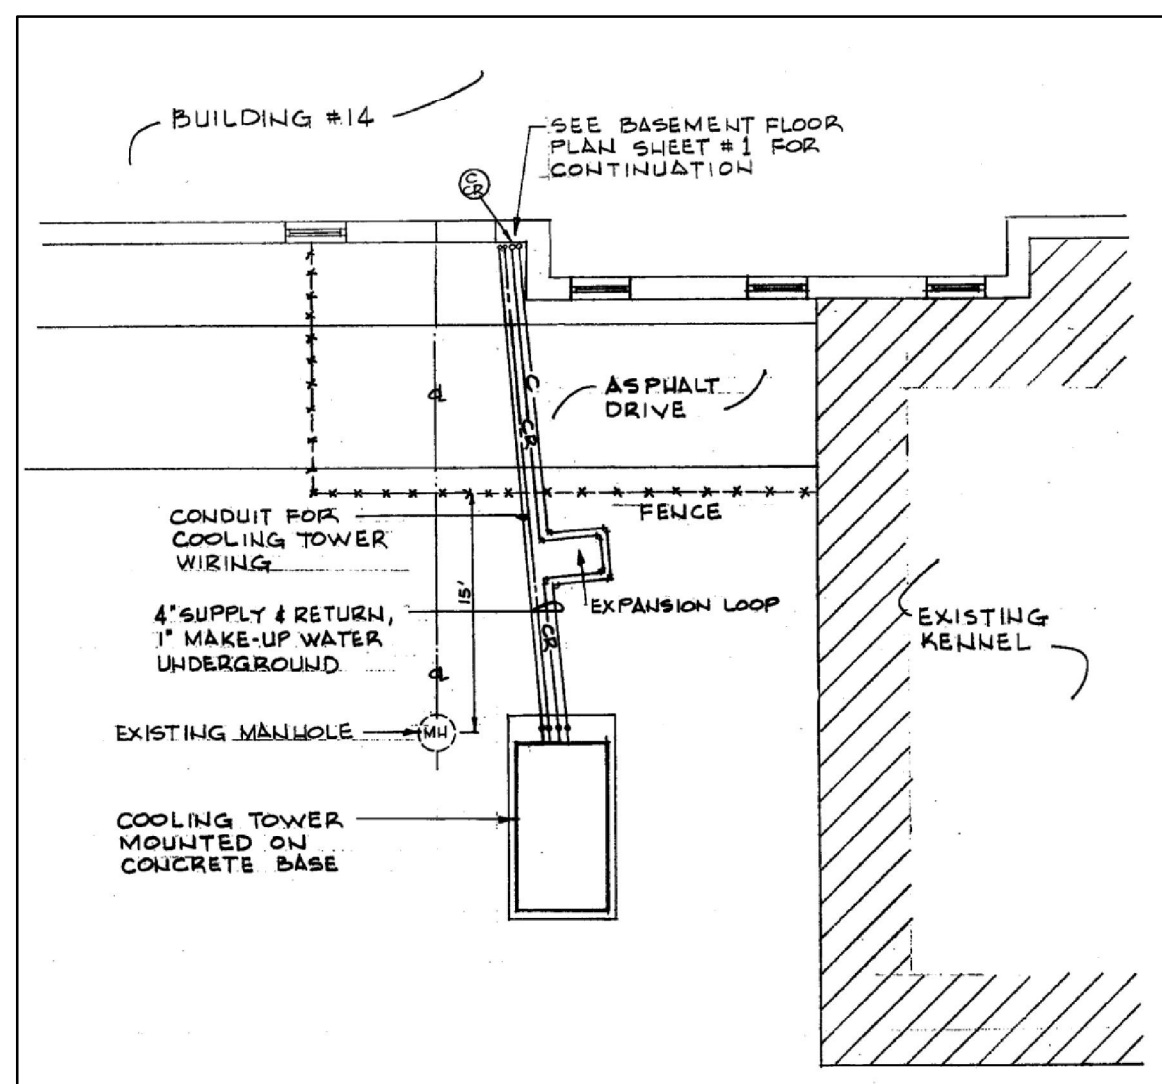 BUILDING #14
SEE BASEMENT FLOOR
PLAN SHEET #1 FOR
CONTINUATION
C
CR
C
CR
℄
ASPHALT
DRIVE
FENCE
CONDUIT FOR
COOLING TOWER
WIRING
15'
EXPANSION LOOP
4" SUPPLY & RETURN,
1" MAKE-UP WATER
UNDERGROUND
C
CR
℄
EXISTING
KENNEL
EXISTING MANHOLE
MH
COOLING TOWER
MOUNTED ON
CONCRETE BASE